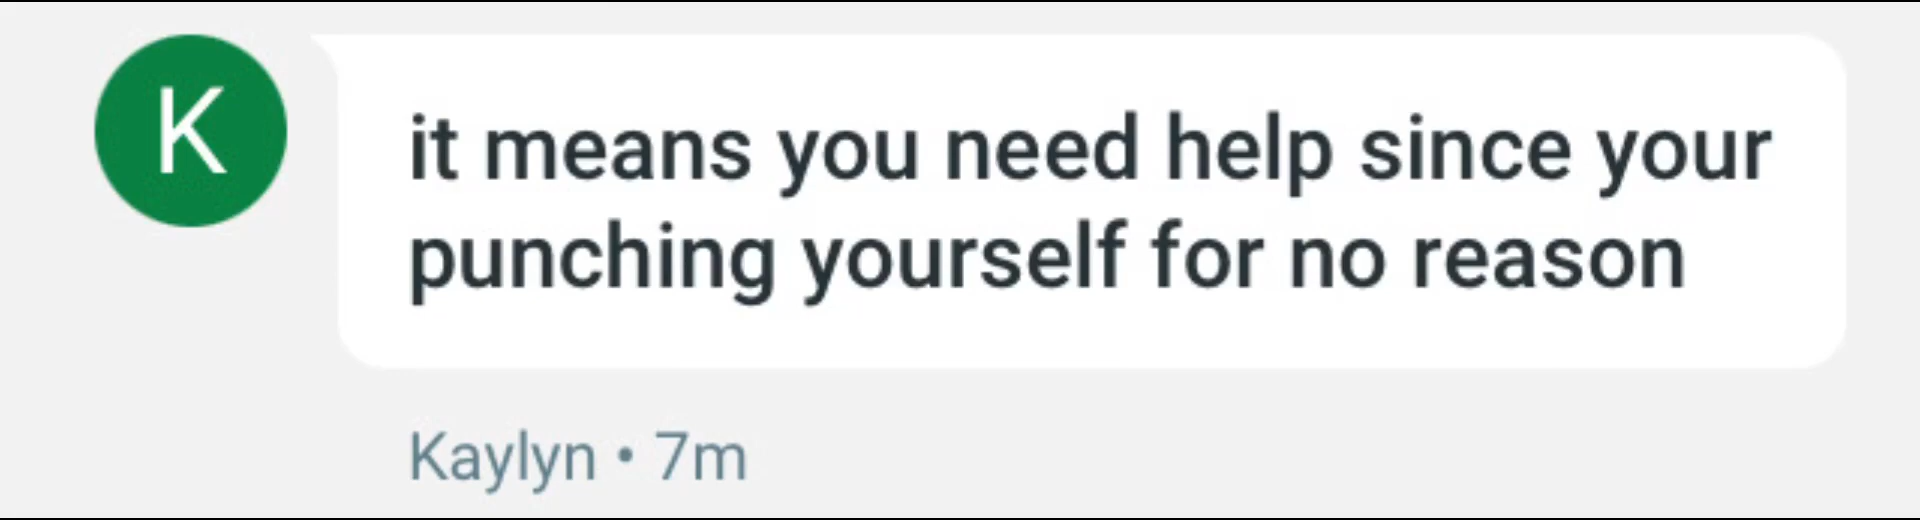 K
it means you need help since your
punching yourself for no reason
Kaylyn • 7m